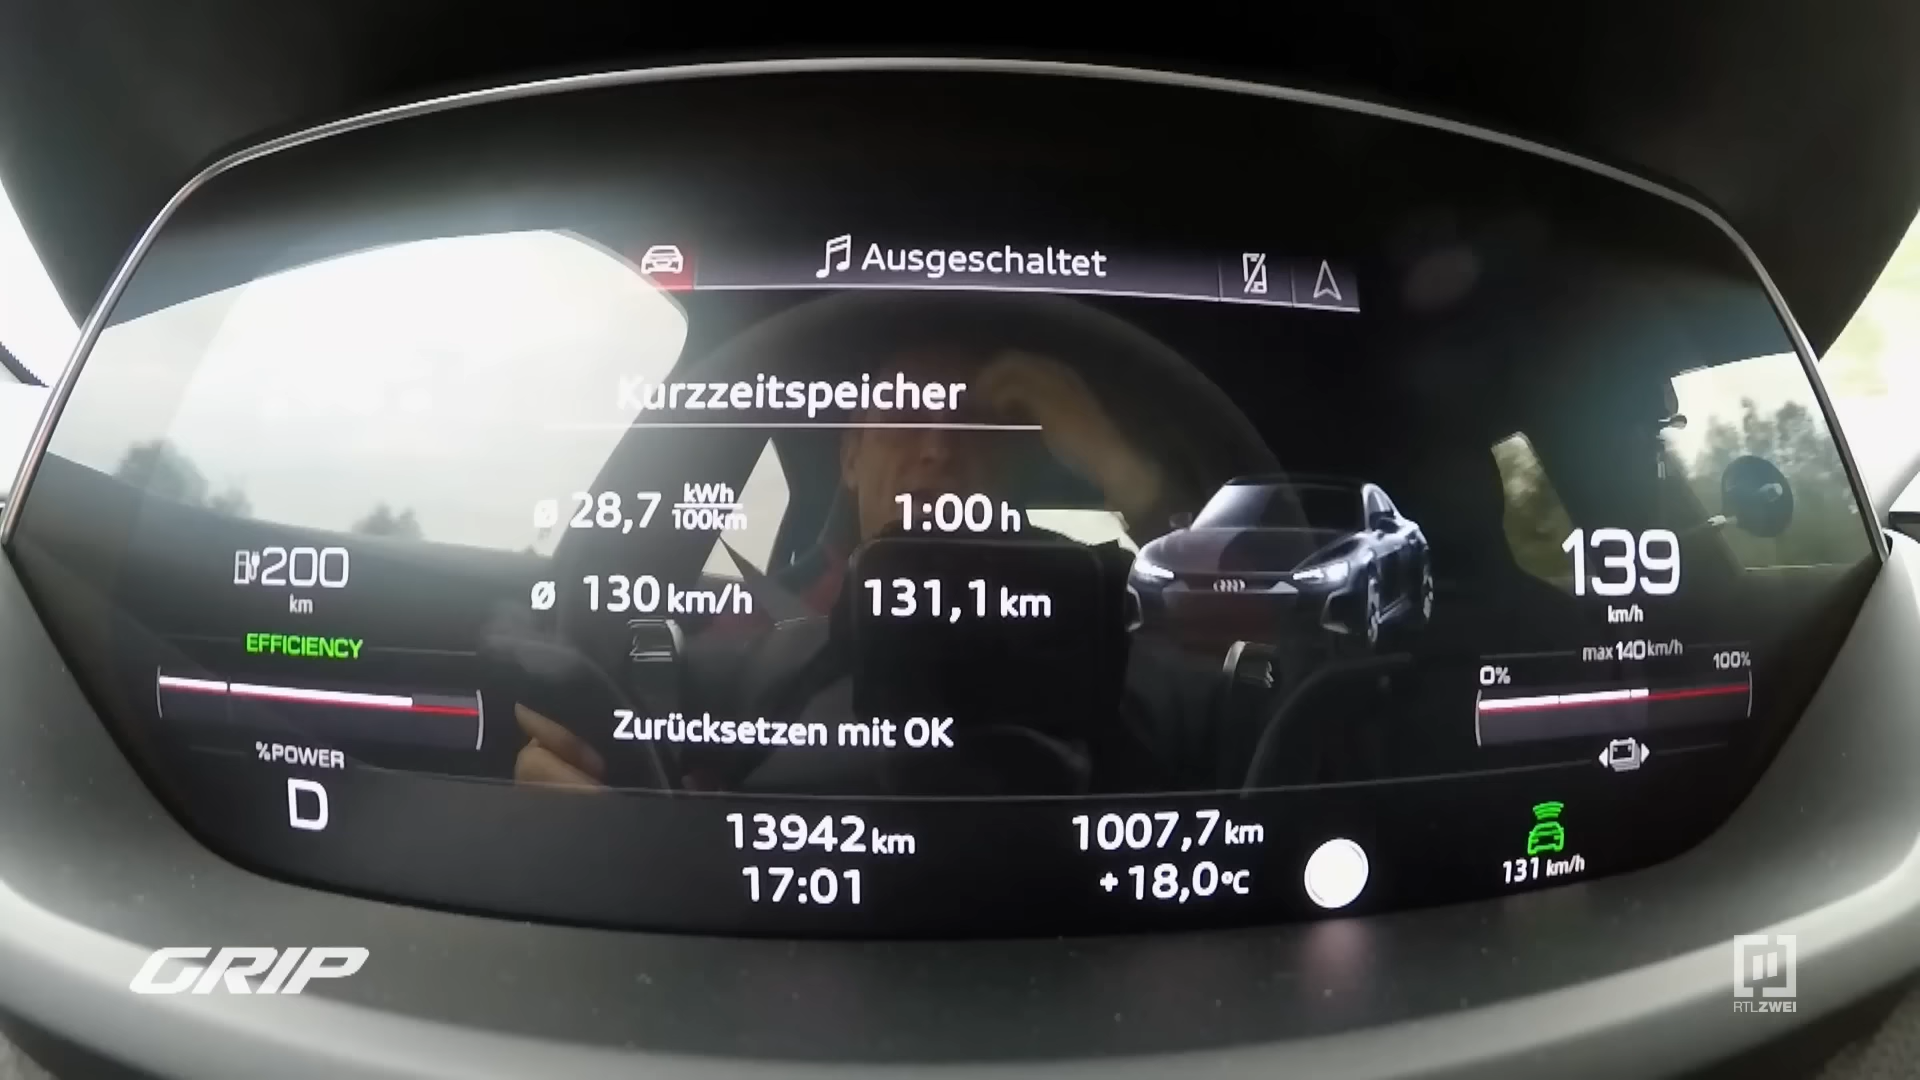 Ausgeschaltet
Kurzzeitspeicher
ø 28,7 kWh/100km 1:00 h
ø 130 km/h 131,1 km
Zurücksetzen mit OK
200
km
EFFICIENCY
%POWER
D
139
km/h
max 140 km/h
0% 100%
13942 km 1007,7 km
17:01 +18,0°C
131 km/h
GRIP
RTLZWEI